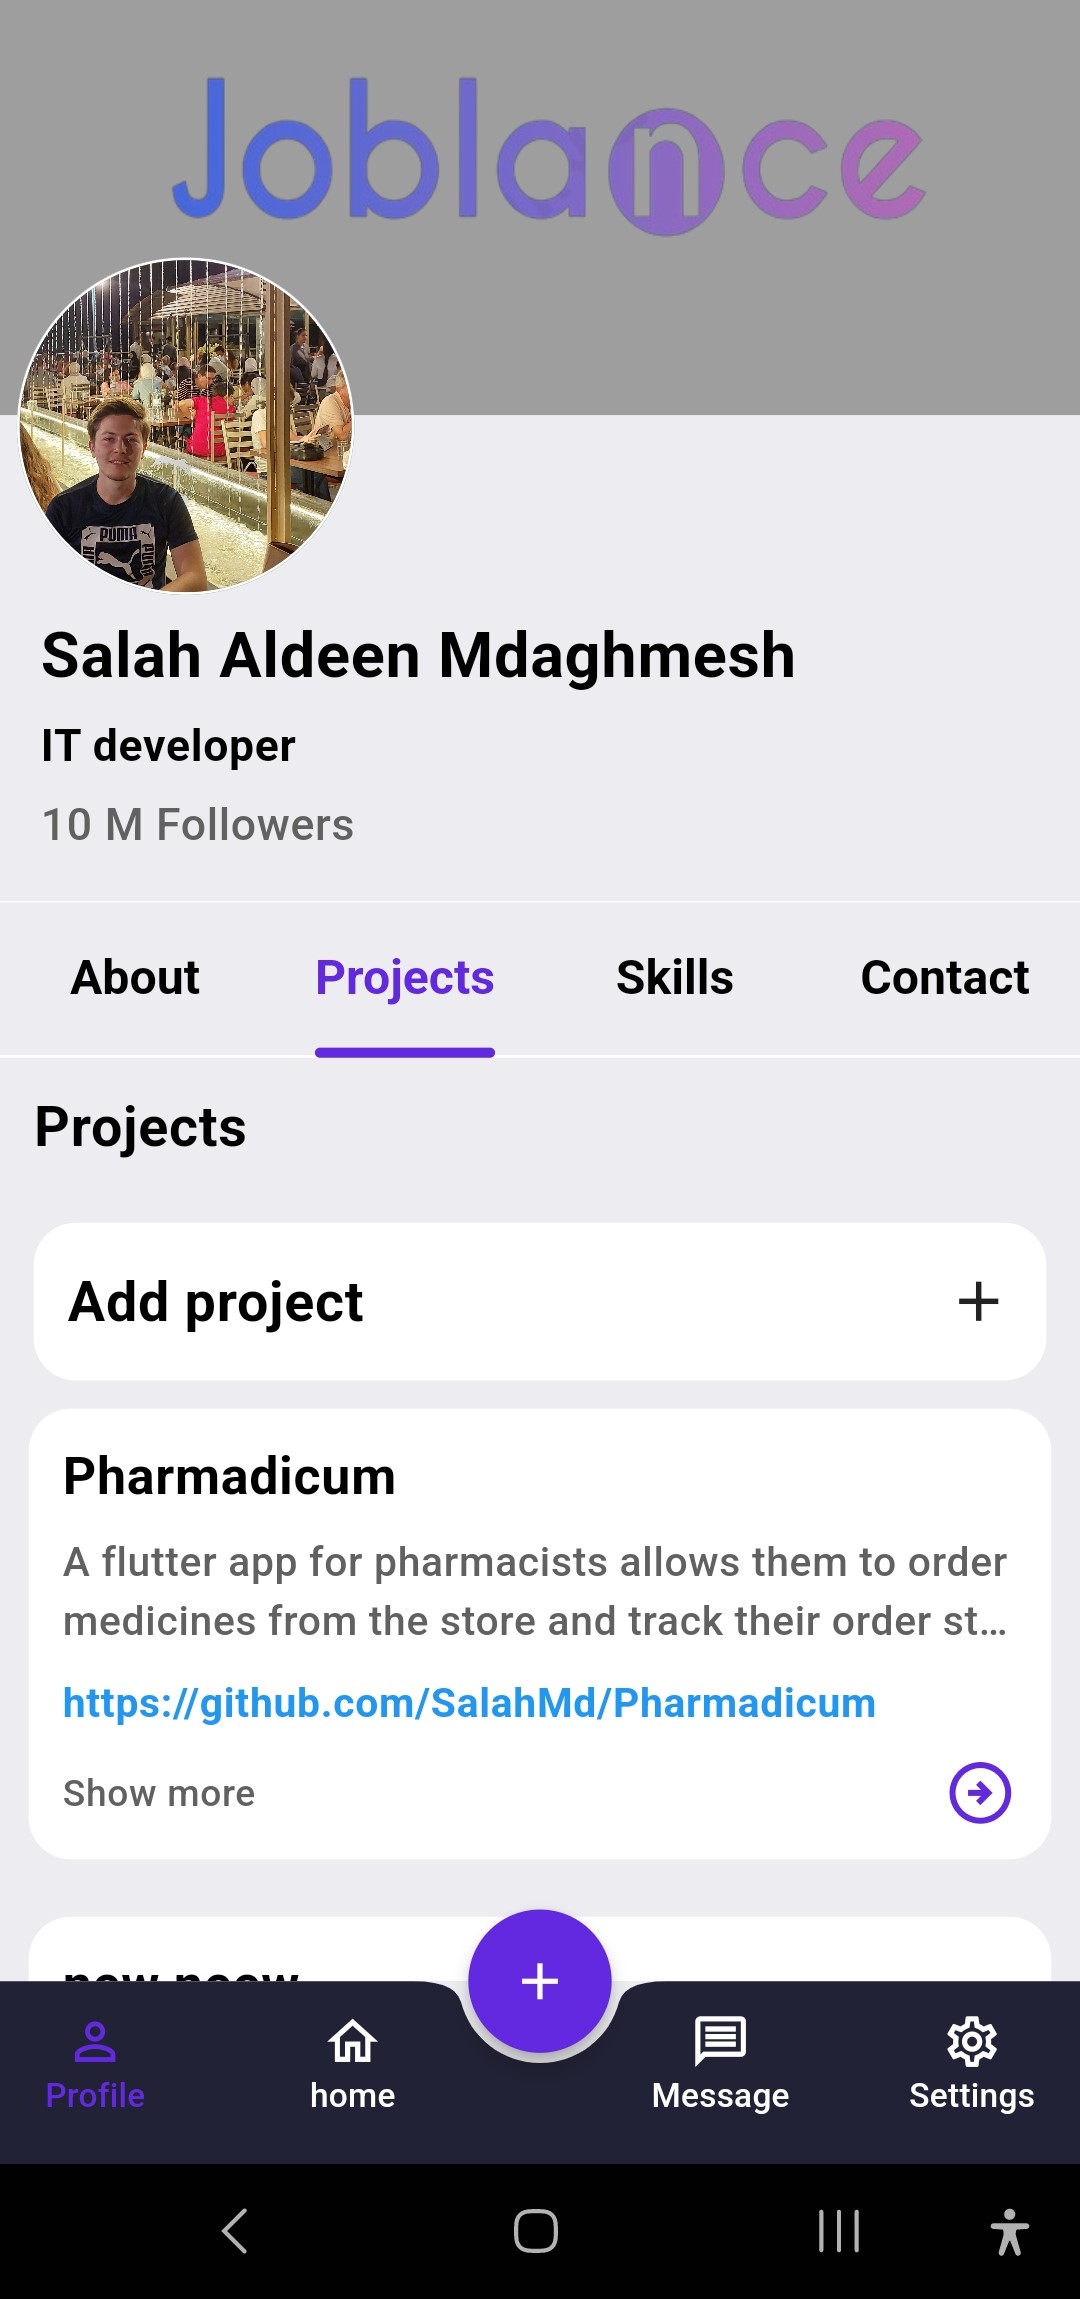 Joblance
PUMA
Salah Aldeen Mdaghmesh
IT developer
10 M Followers
About Projects Skills Contact
Projects
Add project
Pharmadicum
A flutter app for pharmacists allows them to order
medicines from the store and track their order st…
https://github.com/SalahMd/Pharmadicum
Show more
Profile home Message Settings